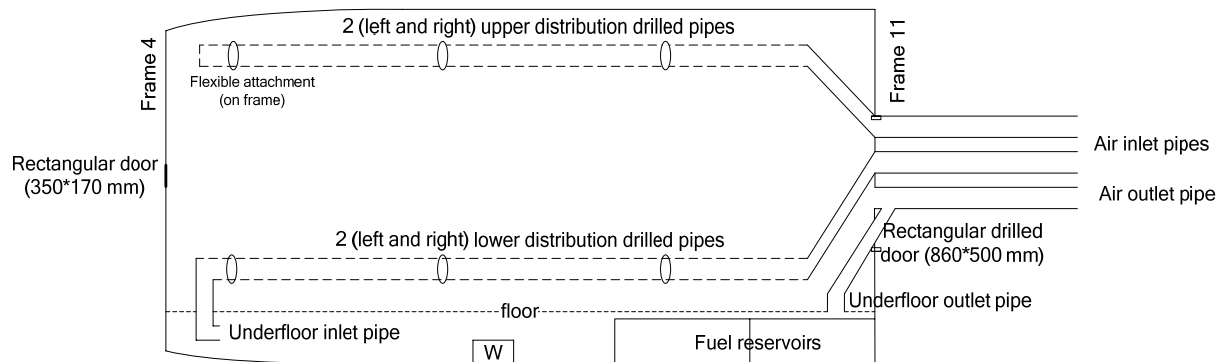 2 (left and right) upper distribution drilled pipes
Frame 4
Frame 11
Flexible attachment
(on frame)
Air inlet pipes
Rectangular door
(350*170 mm)
Air outlet pipe
2 (left and right) lower distribution drilled pipes
Rectangular drilled
door (860*500 mm)
floor
Underfloor outlet pipe
Underfloor inlet pipe
Fuel reservoirs
W